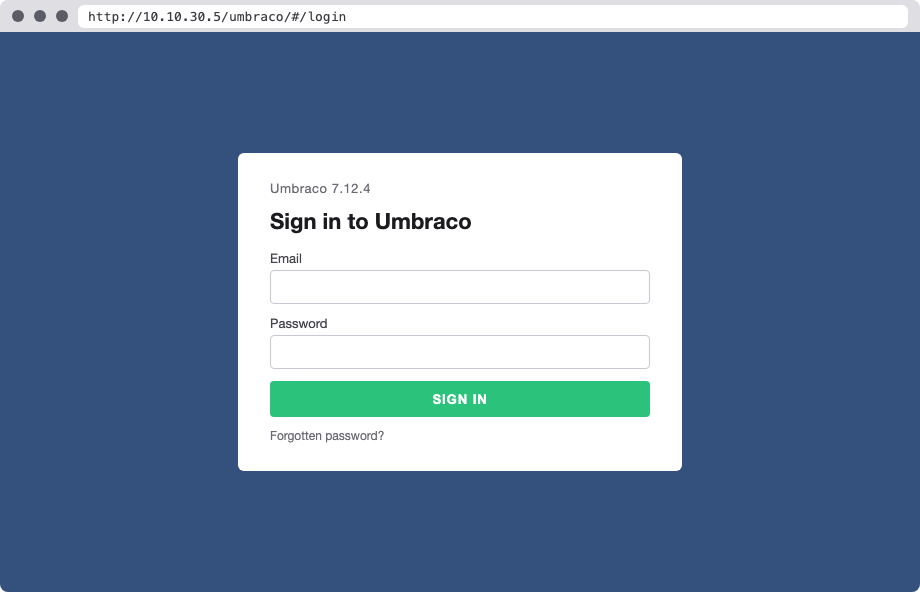 http://10.10.30.5/umbraco/#/login
Umbraco 7.12.4
Sign in to Umbraco
Email
Password
SIGN IN
Forgotten password?